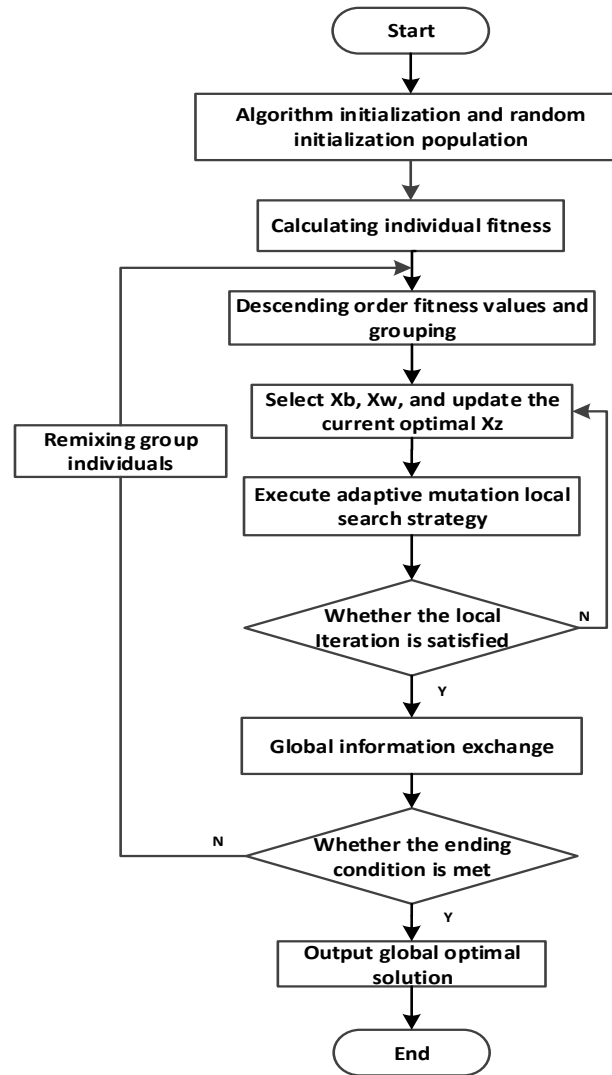 Start
Algorithm initialization and random
initialization population
Calculating individual fitness
Descending order fitness values and
grouping
Select Xb, Xw, and update the
current optimal Xz
Remixing group
individuals
Execute adaptive mutation local
search strategy
Whether the local
Iteration is satisfied
N
Y
Global information exchange
N
Whether the ending
condition is met
Y
Output global optimal
solution
End